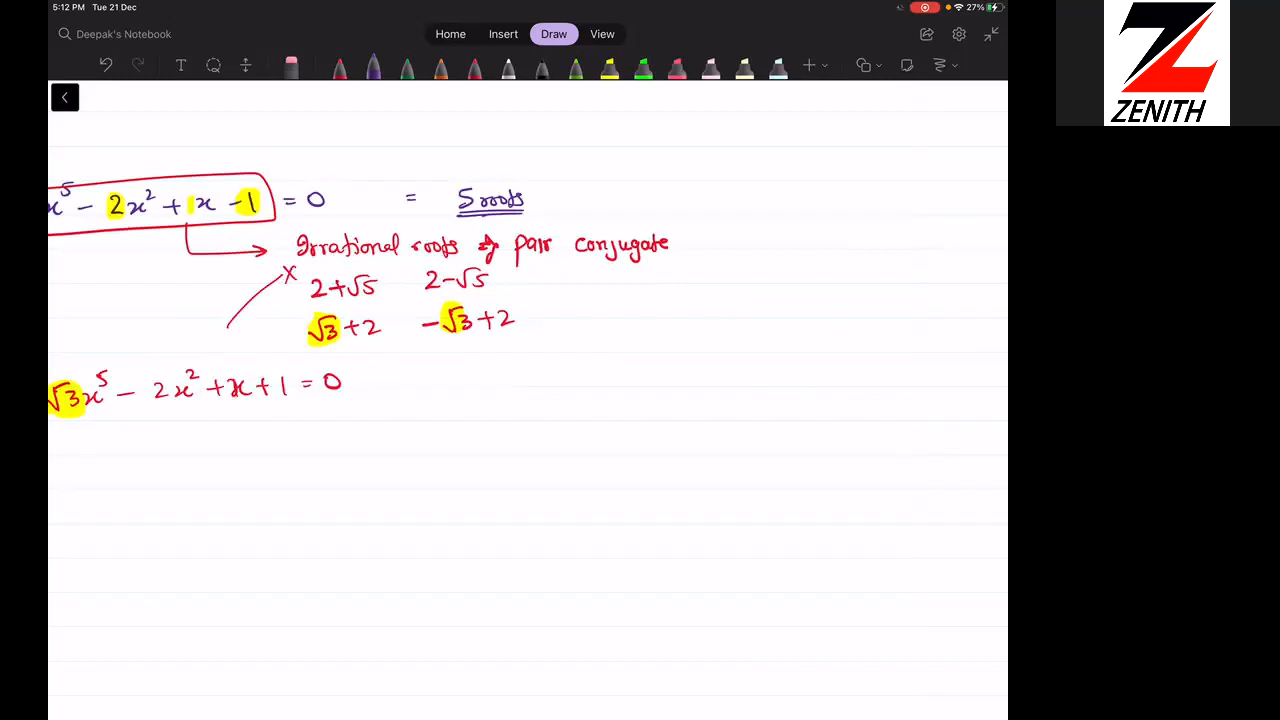 5:12 PM Tue 21 Dec
27%
Deepak's Notebook
Home Insert Draw View
ZENITH
x⁵ - 2x² + 1x - 1 = 0 = 5 roots
Irrational roots pair conjugate
x 2+√5 2-√5
√3+2 -√3+2
√3x⁵ - 2x² + x + 1 = 0